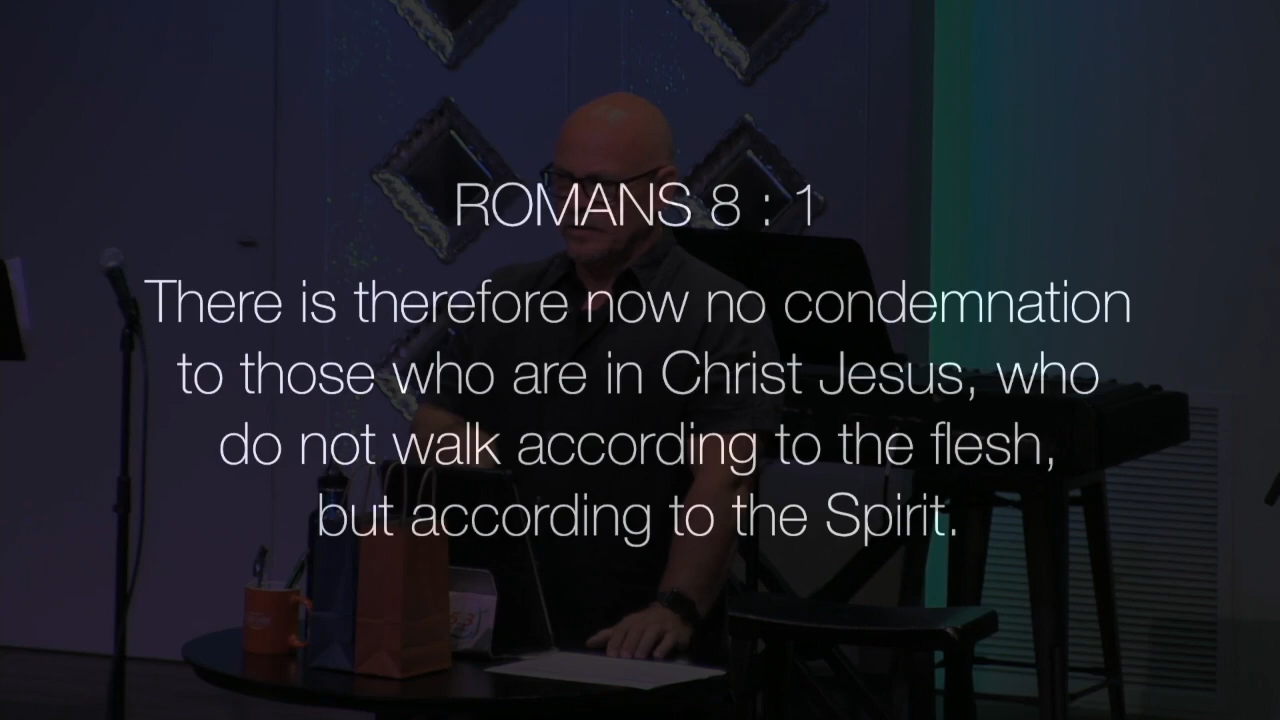 ROMANS 8 : 1
There is therefore now no condemnation
to those who are in Christ Jesus, who
do not walk according to the flesh,
but according to the Spirit.